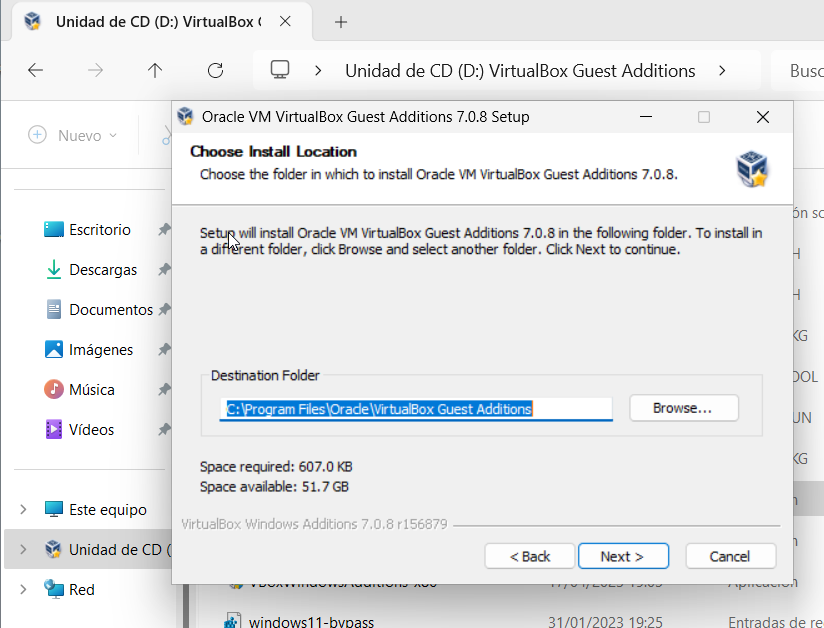 Unidad de CD (D:) VirtualBox (
Unidad de CD (D:) VirtualBox Guest Additions
Busc
Nuevo
Oracle VM VirtualBox Guest Additions 7.0.8 Setup
Choose Install Location
Choose the folder in which to install Oracle VM VirtualBox Guest Additions 7.0.8.
Setup will install Oracle VM VirtualBox Guest Additions 7.0.8 in the following folder. To install in
a different folder, click Browse and select another folder. Click Next to continue.
Destination Folder
C:\Program Files\Oracle\VirtualBox Guest Additions
Browse...
Space required: 607.0 KB
Space available: 51.7 GB
VirtualBox Windows Additions 7.0.8 r156879
< Back
Next >
Cancel
Escritorio
Descargas
Documentos
Imágenes
Música
Vídeos
Este equipo
Unidad de CD (
Red
ón so
H
H
KG
DOL
UN
KG
n
n
VBoxWindowsAdditions-x86
17/01/2023 19:05
Aplicación
windows11-bypass
31/01/2023 19:25
Entradas de re